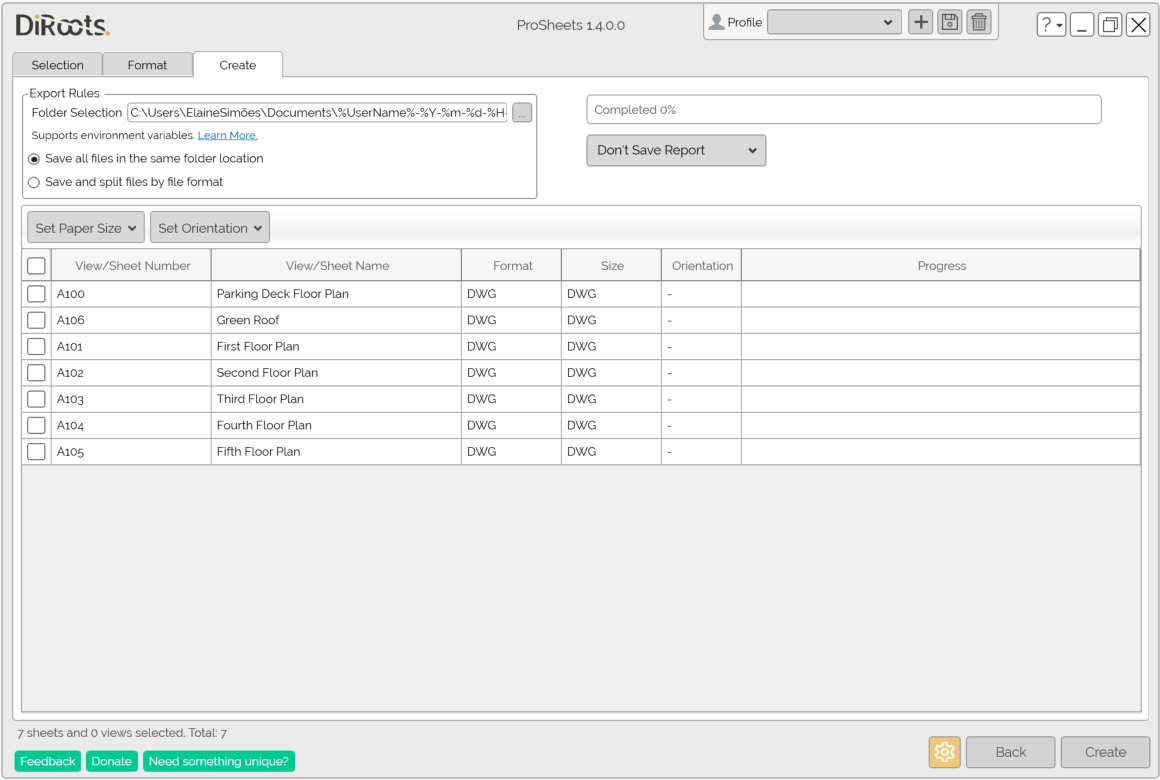 DiRoots.
ProSheets 1.4.0.0
Profile
?
Selection
Format
Create
Export Rules
Folder Selection C:\Users\ElaineSimões\Documents\%UserName%-%Y-%m-%d-%H- ...
Supports environment variables. Learn More.
Save all files in the same folder location
Save and split files by file format
Completed 0%
Don't Save Report
Set Paper Size
Set Orientation
View/Sheet Number View/Sheet Name Format Size Orientation Progress
A100 Parking Deck Floor Plan DWG DWG -
A106 Green Roof DWG DWG -
A101 First Floor Plan DWG DWG -
A102 Second Floor Plan DWG DWG -
A103 Third Floor Plan DWG DWG -
A104 Fourth Floor Plan DWG DWG -
A105 Fifth Floor Plan DWG DWG -
7 sheets and 0 views selected. Total: 7
Feedback
Donate
Need something unique?
Back
Create